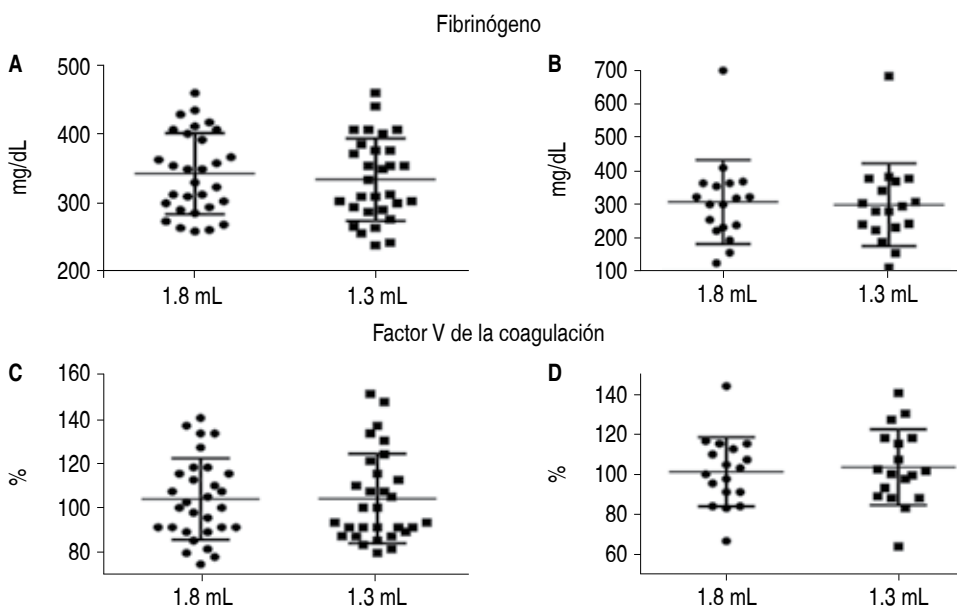 Fibrinógeno
A
500
400
300
200
mg/dL
1.8 mL
1.3 mL
B
700
600
500
400
300
200
100
mg/dL
1.8 mL
1.3 mL
Factor V de la coagulación
C
160
140
120
100
80
%
1.8 mL
1.3 mL
D
140
120
100
80
60
%
1.8 mL
1.3 mL